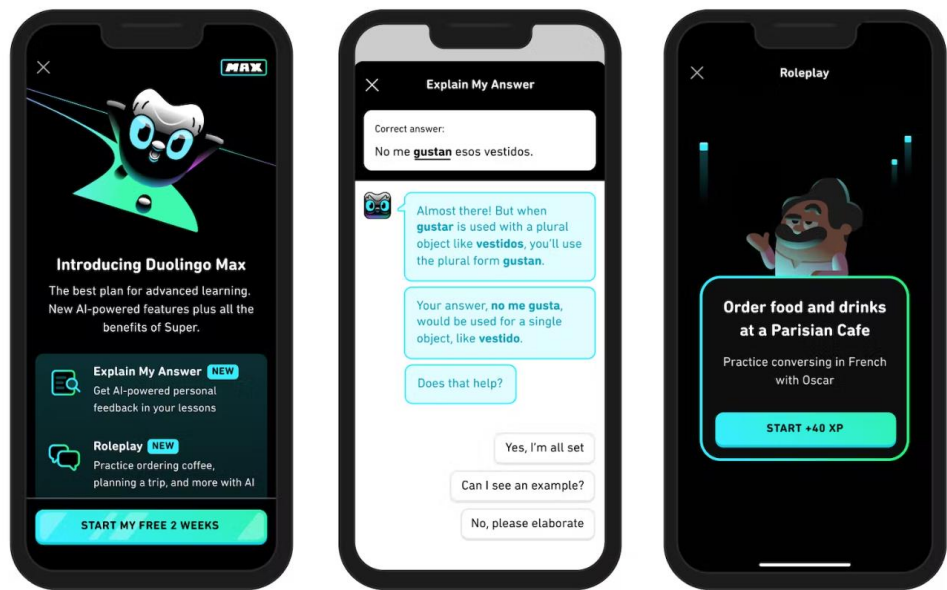 MAX
Introducing Duolingo Max
The best plan for advanced learning.
New AI-powered features plus all the
benefits of Super.
Explain My Answer NEW
Get AI-powered personal
feedback in your lessons
Roleplay NEW
Practice ordering coffee,
planning a trip, and more with AI
START MY FREE 2 WEEKS
Explain My Answer
Correct answer:
No me gustan esos vestidos.
Almost there! But when
gustar is used with a plural
object like vestidos, you'll use
the plural form gustan.
Your answer, no me gusta,
would be used for a single
object, like vestido.
Does that help?
Yes, I'm all set
Can I see an example?
No, please elaborate
Roleplay
Order food and drinks
at a Parisian Cafe
Practice conversing in French
with Oscar
START +40 XP